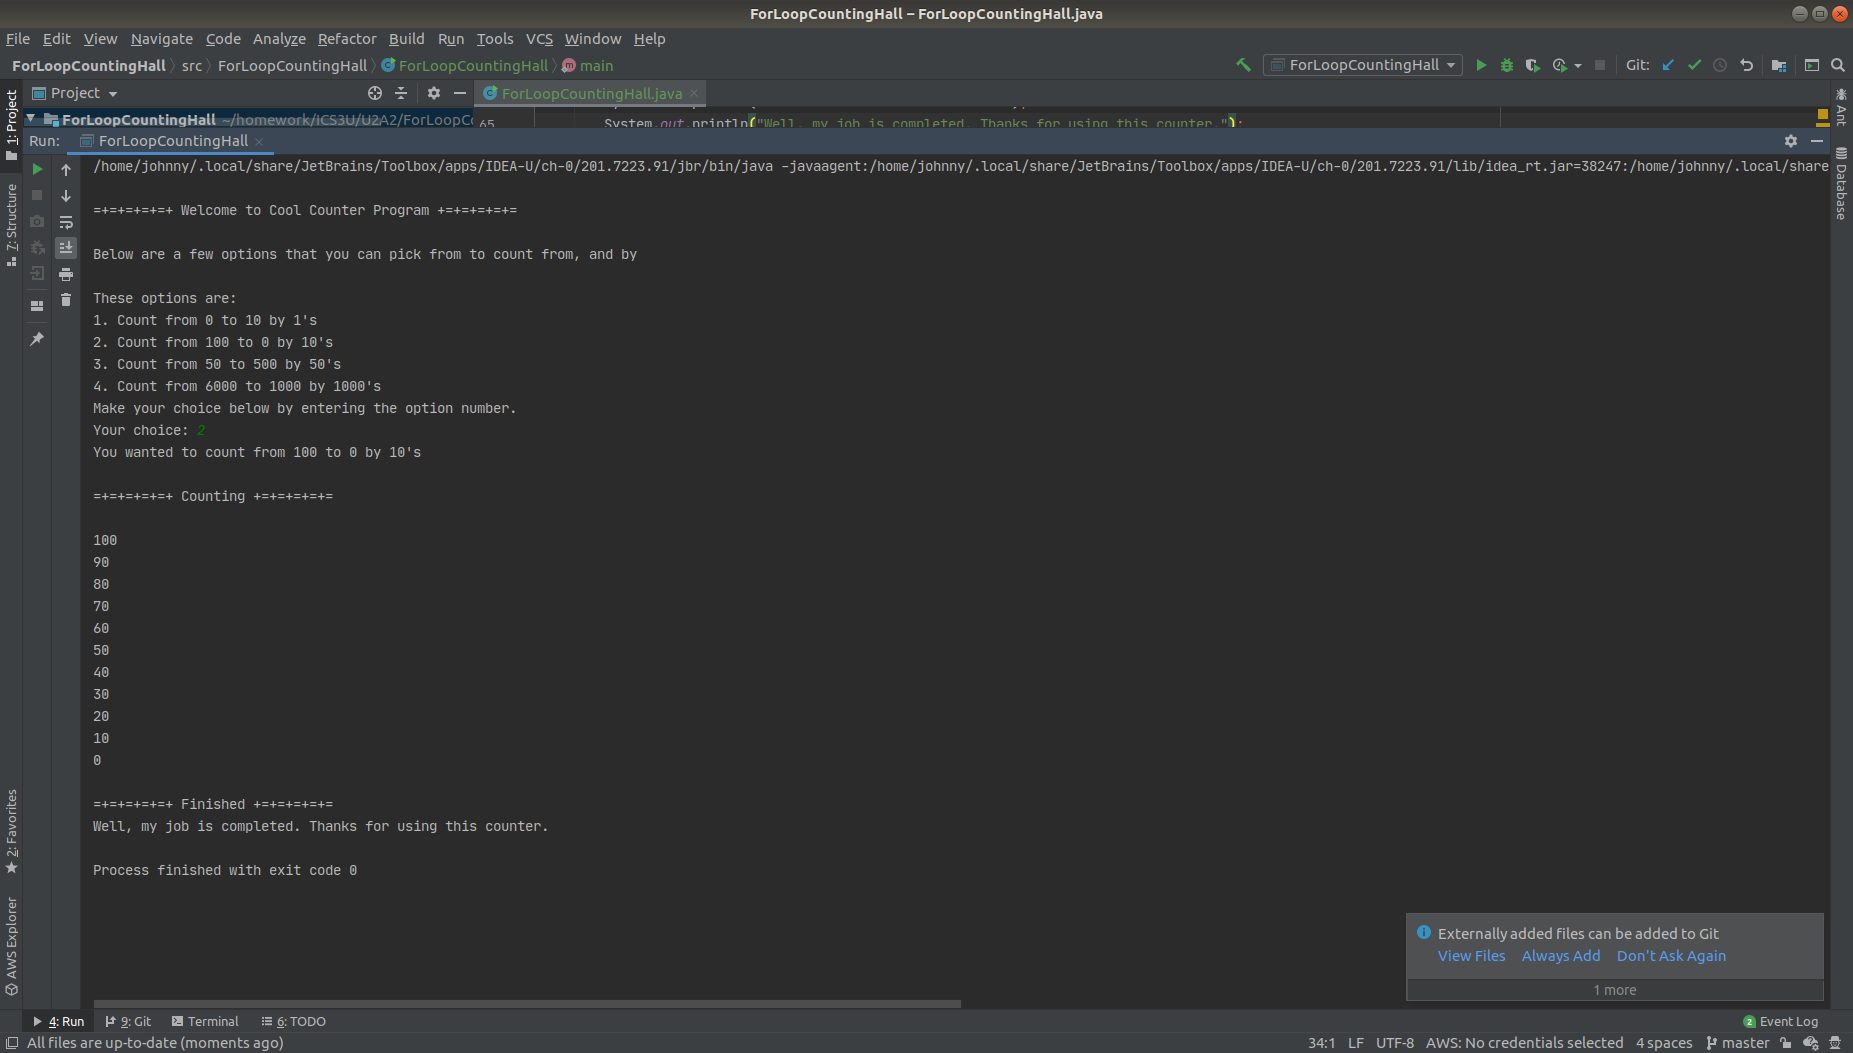 ForLoopCountingHall – ForLoopCountingHall.java
File Edit View Navigate Code Analyze Refactor Build Run Tools VCS Window Help
ForLoopCountingHall src ForLoopCountingHall ForLoopCountingHall main
ForLoopCountingHall Git:
1: Project
Project
ForLoopCountingHall.java
ForLoopCountingHall ~/homework/ICS3U/U2A2/ForLoopCo
65 System.out.println("Well, my job is completed. Thanks for using this counter.");
Run: ForLoopCountingHall
/home/johnny/.local/share/JetBrains/Toolbox/apps/IDEA-U/ch-0/201.7223.91/jbr/bin/java -javaagent:/home/johnny/.local/share/JetBrains/Toolbox/apps/IDEA-U/ch-0/201.7223.91/lib/idea_rt.jar=38247:/home/johnny/.local/share
=+=+=+=+=+ Welcome to Cool Counter Program +=+=+=+=+=
Below are a few options that you can pick from to count from, and by
These options are:
1. Count from 0 to 10 by 1's
2. Count from 100 to 0 by 10's
3. Count from 50 to 500 by 50's
4. Count from 6000 to 1000 by 1000's
Make your choice below by entering the option number.
Your choice: 2
You wanted to count from 100 to 0 by 10's
=+=+=+=+=+ Counting +=+=+=+=+=
100
90
80
70
60
50
40
30
20
10
0
=+=+=+=+=+ Finished +=+=+=+=+=
Well, my job is completed. Thanks for using this counter.
Process finished with exit code 0
7: Structure
2: Favorites
AWS Explorer
Ant
Database
Externally added files can be added to Git
View Files Always Add Don't Ask Again
1 more
4: Run 9: Git Terminal 6: TODO
2 Event Log
All files are up-to-date (moments ago)
34:1 LF UTF-8 AWS: No credentials selected 4 spaces master